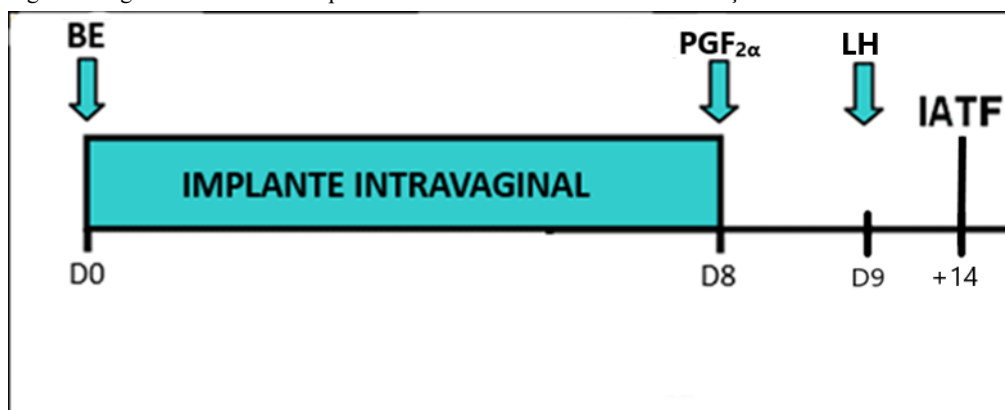 BE
PGF₂α
LH
IATF
IMPLANTE INTRAVAGINAL
D0
D8
D9
+14